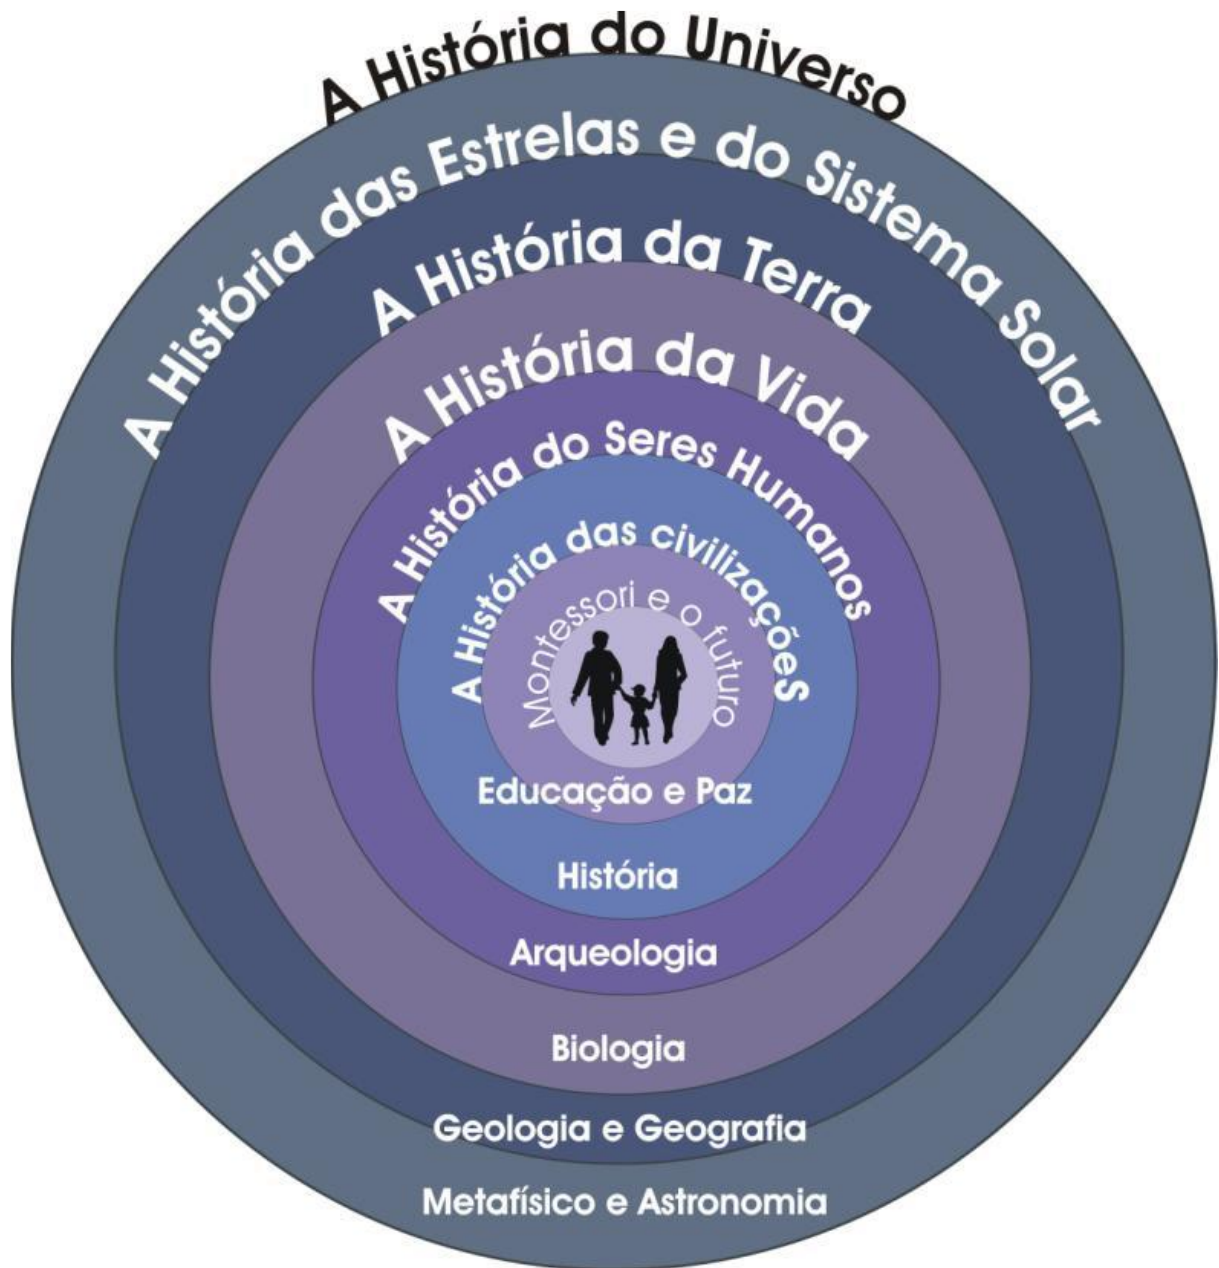 A História do Universo
A História das Estrelas e do Sistema Solar
A História da Terra
A História da Vida
A História do Seres Humanos
A História das civilizações
Montessori e o futuro
Educação e Paz
História
Arqueologia
Biologia
Geologia e Geografia
Metafísico e Astronomia